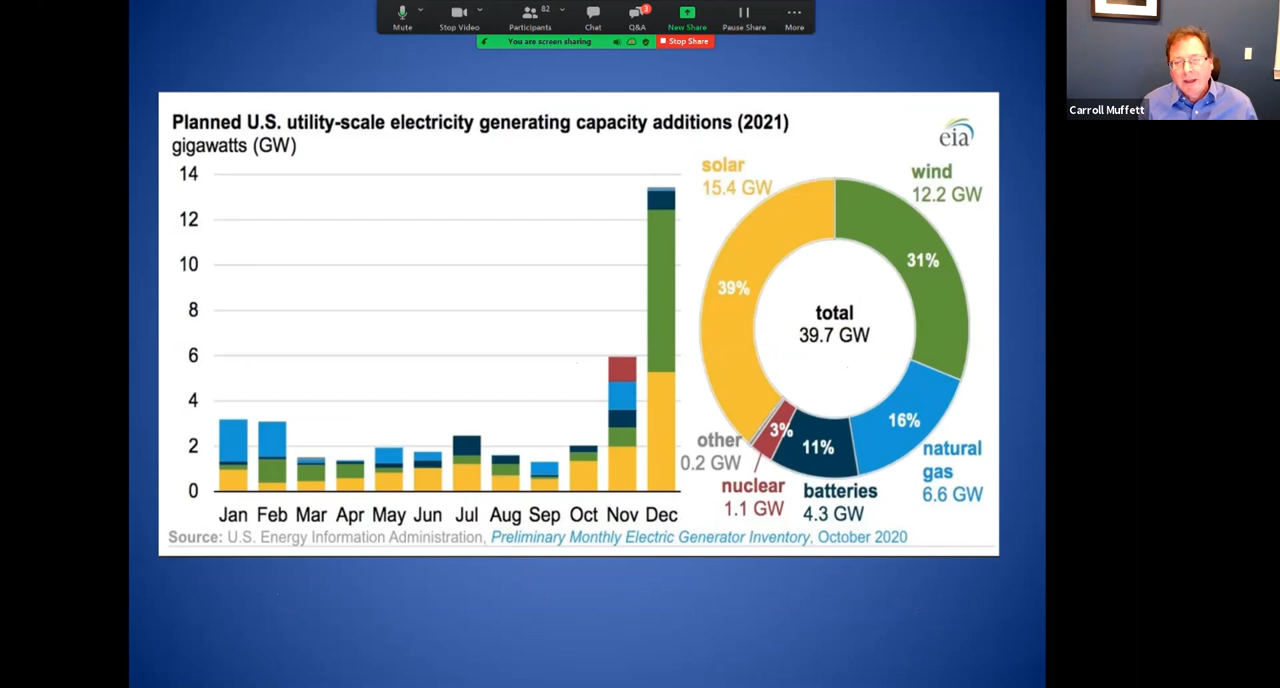 Mute
Stop Video
82
Participants
Chat
3
Q&A
New Share
Pause Share
More
You are screen sharing
Stop Share
Carroll Muffett
Planned U.S. utility-scale electricity generating capacity additions (2021)
gigawatts (GW)
eia
14
12
10
8
6
4
2
0
Jan Feb Mar Apr May Jun Jul Aug Sep Oct Nov Dec
solar
15.4 GW
wind
12.2 GW
31%
39%
total
39.7 GW
16%
3%
11%
other
0.2 GW
natural
gas
6.6 GW
nuclear
1.1 GW
batteries
4.3 GW
Source: U.S. Energy Information Administration, Preliminary Monthly Electric Generator Inventory, October 2020